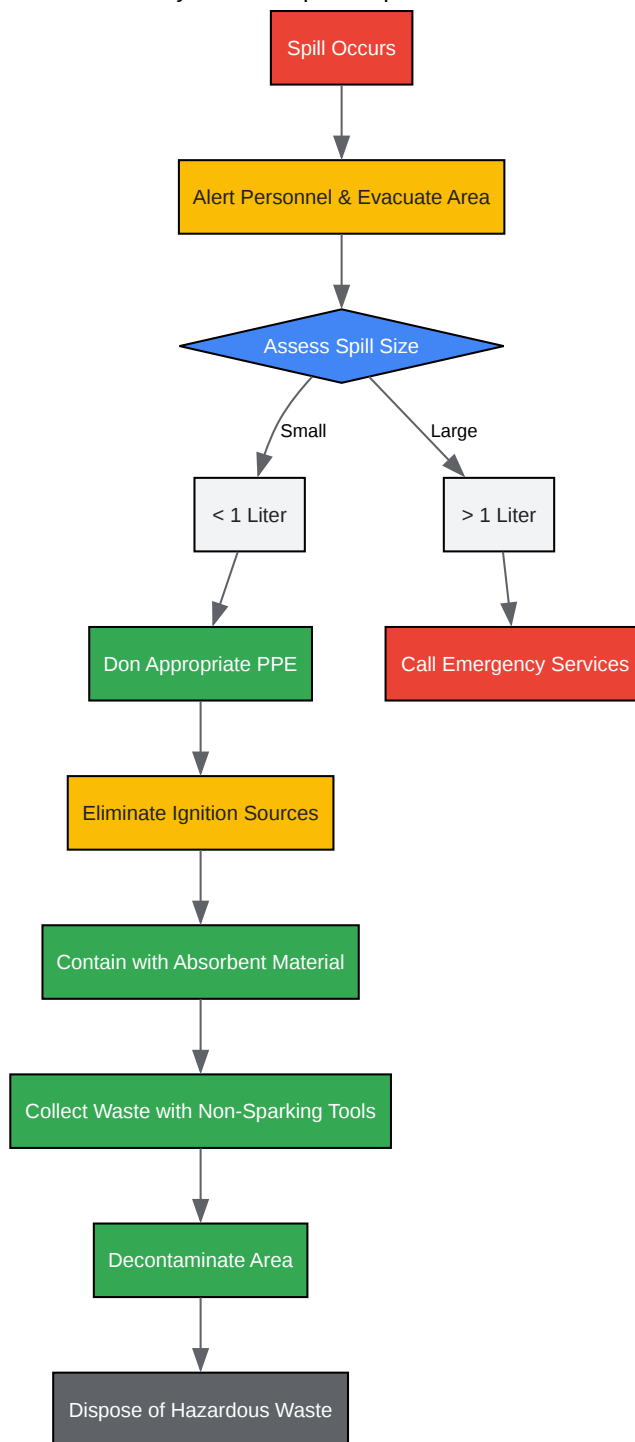 Spill Occurs
Alert Personnel & Evacuate Area
Assess Spill Size
Small
Large
< 1 Liter
> 1 Liter
Don Appropriate PPE
Call Emergency Services
Eliminate Ignition Sources
Contain with Absorbent Material
Collect Waste with Non-Sparking Tools
Decontaminate Area
Dispose of Hazardous Waste